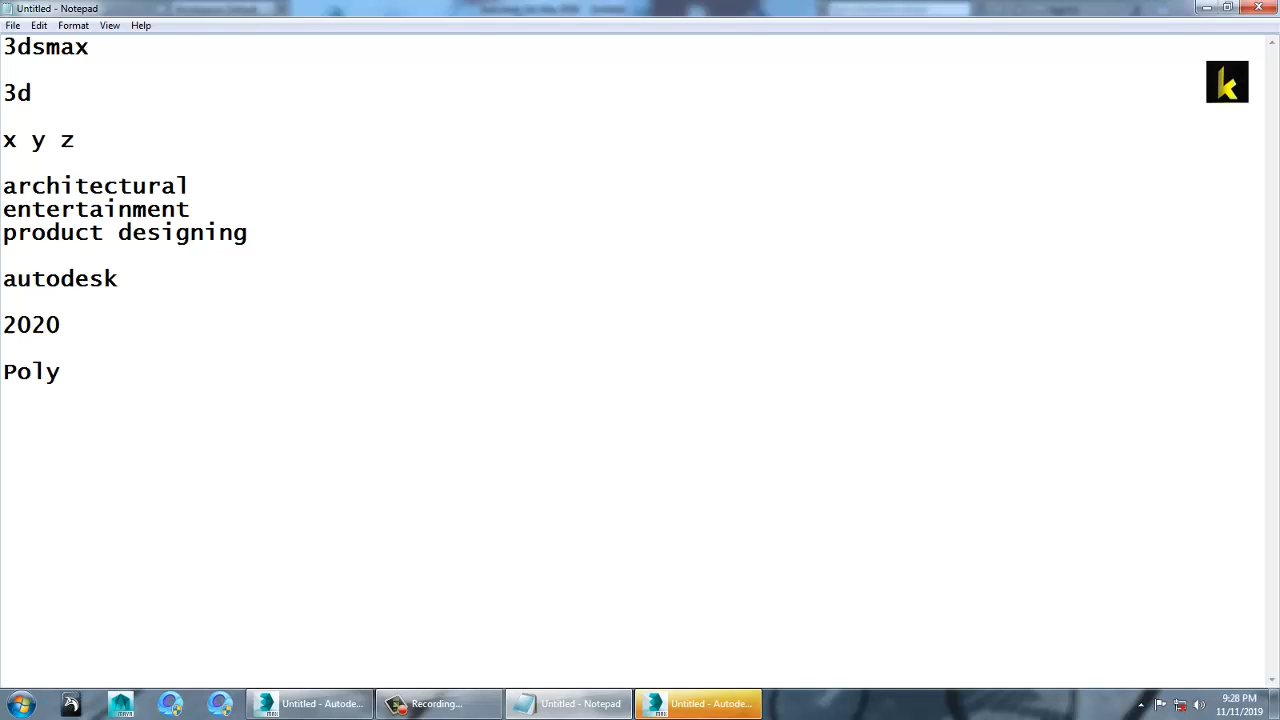 Untitled - Notepad
File Edit Format View Help
3dsmax
3d
x y z
architectural
entertainment
product designing
autodesk
2020
Poly
k
Untitled - Autode...
Recording...
Untitled - Notepad
Untitled - Autode...
9:28 PM
11/11/2019